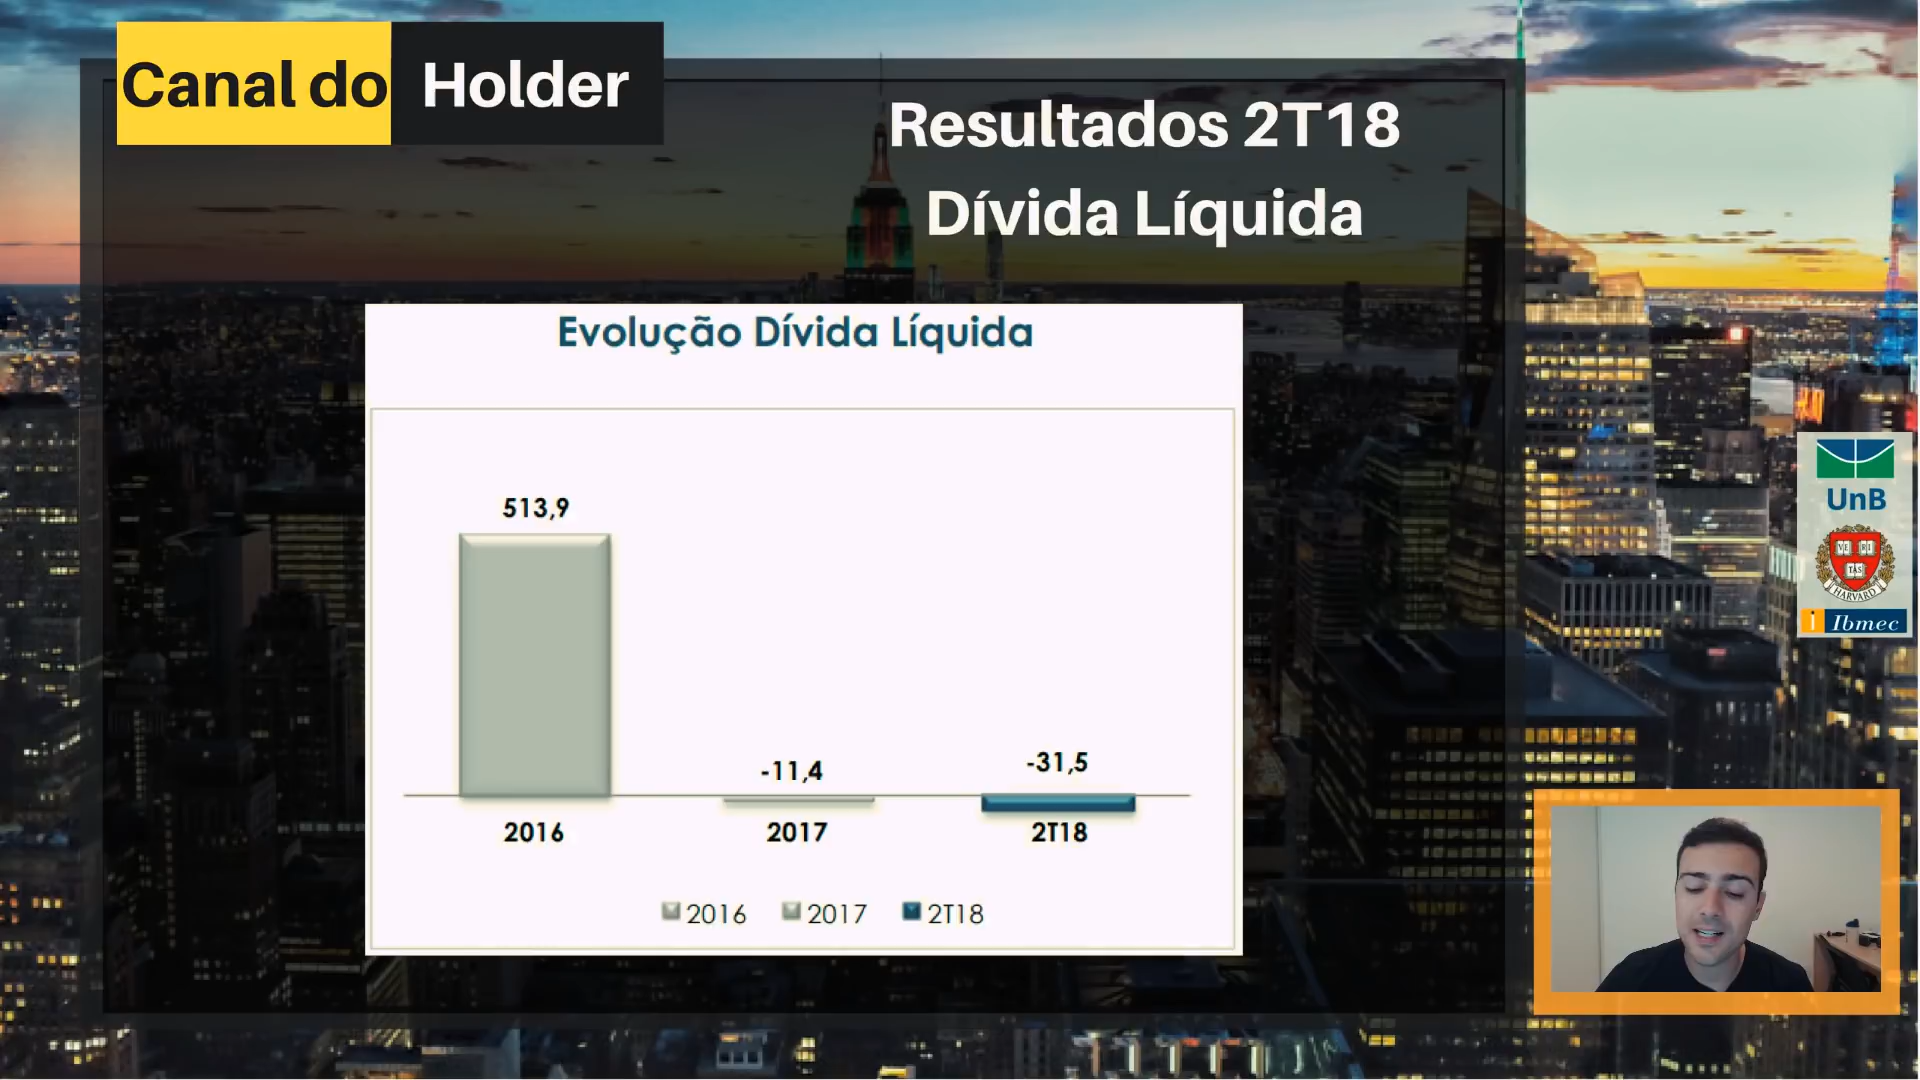 Canal do Holder
Resultados 2T18
Dívida Líquida
Evolução Dívida Líquida
513,9
-11,4
-31,5
2016
2017
2T18
2016
2017
2T18
UnB
VE RI
TAS
HARVARD
i Ibmec